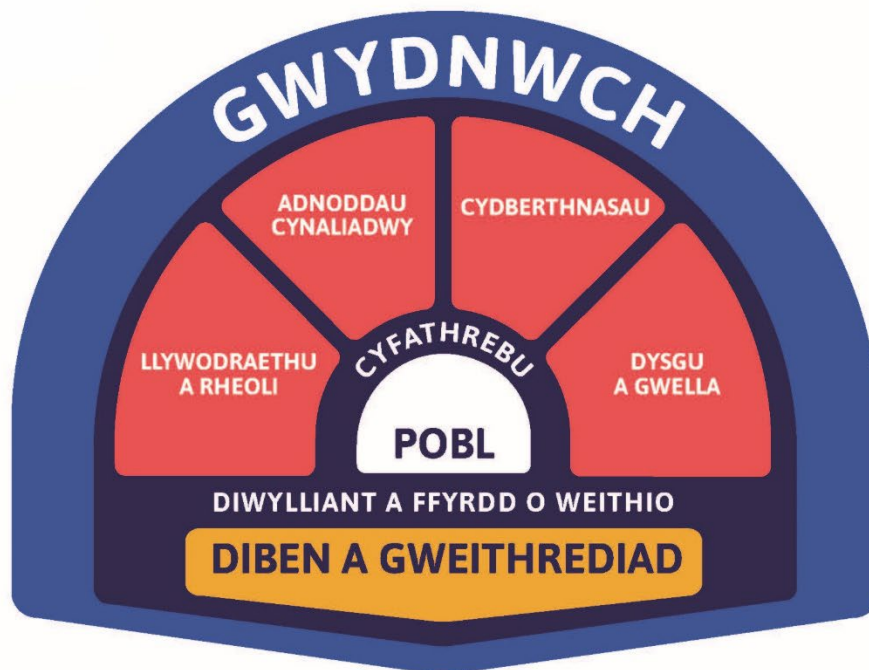 GWYDNWCH
ADNODDAU
CYNALIADWY
CYDBERTHNASAU
LLYWODRAETHU
A RHEOLI
CYFATHREBU
DYSGU
A GWELLA
POBL
DIWYLLIANT A FFYRDD O WEITHIO
DIBEN A GWEITHREDIAD